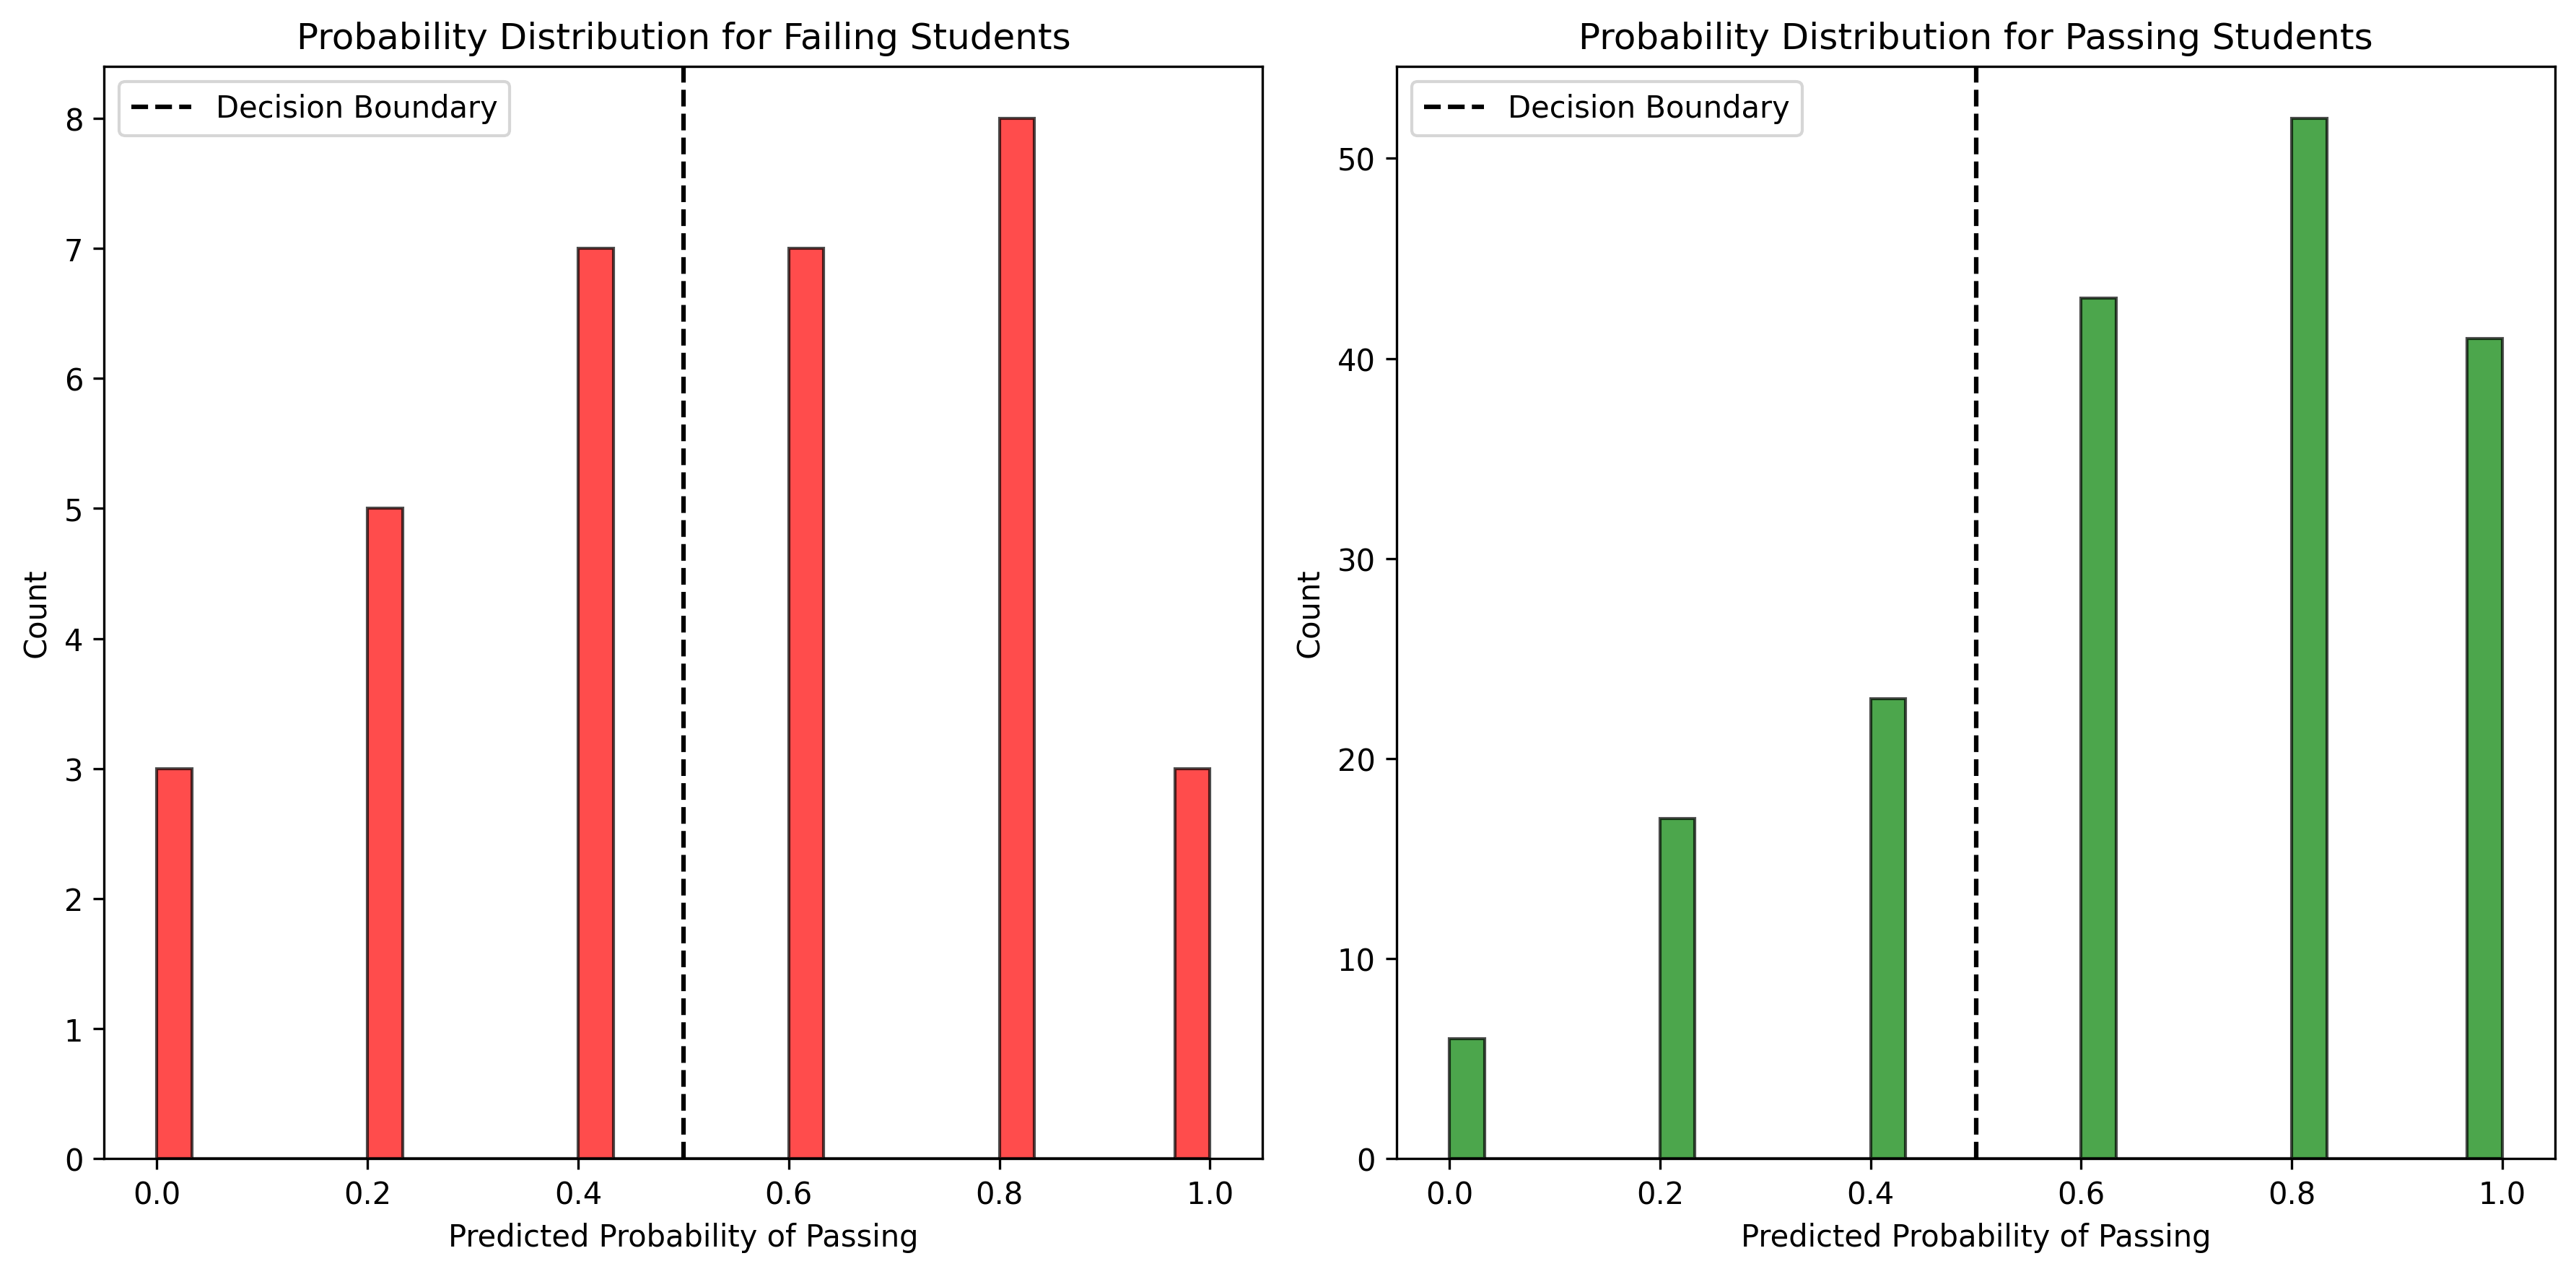 Probability Distribution for Failing Students
Decision Boundary
8
7
6
5
4
3
2
1
0
Count
0.0 0.2 0.4 0.6 0.8 1.0
Predicted Probability of Passing
Probability Distribution for Passing Students
Decision Boundary
50
40
30
20
10
0
Count
0.0 0.2 0.4 0.6 0.8 1.0
Predicted Probability of Passing